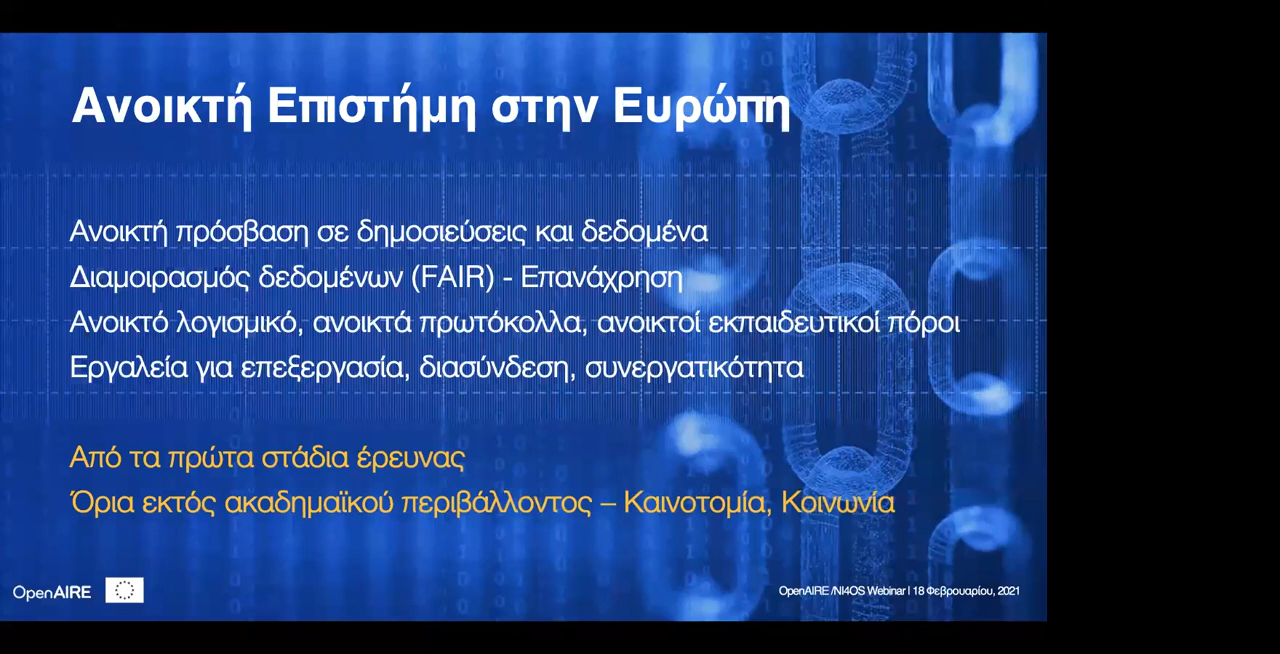 Ανοικτή Επιστήμη στην Ευρώπη
Ανοικτή πρόσβαση σε δημοσιεύσεις και δεδομένα
Διαμοιρασμός δεδομένων (FAIR) - Επανάχρηση
Ανοικτό λογισμικό, ανοικτά πρωτόκολλα, ανοικτοί εκπαιδευτικοί πόροι
Εργαλεία για επεξεργασία, διασύνδεση, συνεργατικότητα
Από τα πρώτα στάδια έρευνας
Όρια εκτός ακαδημαϊκού περιβάλλοντος – Καινοτομία, Κοινωνία
OpenAIRE
OpenAIRE /NI4OS Webinar | 18 Φεβρουαρίου, 2021